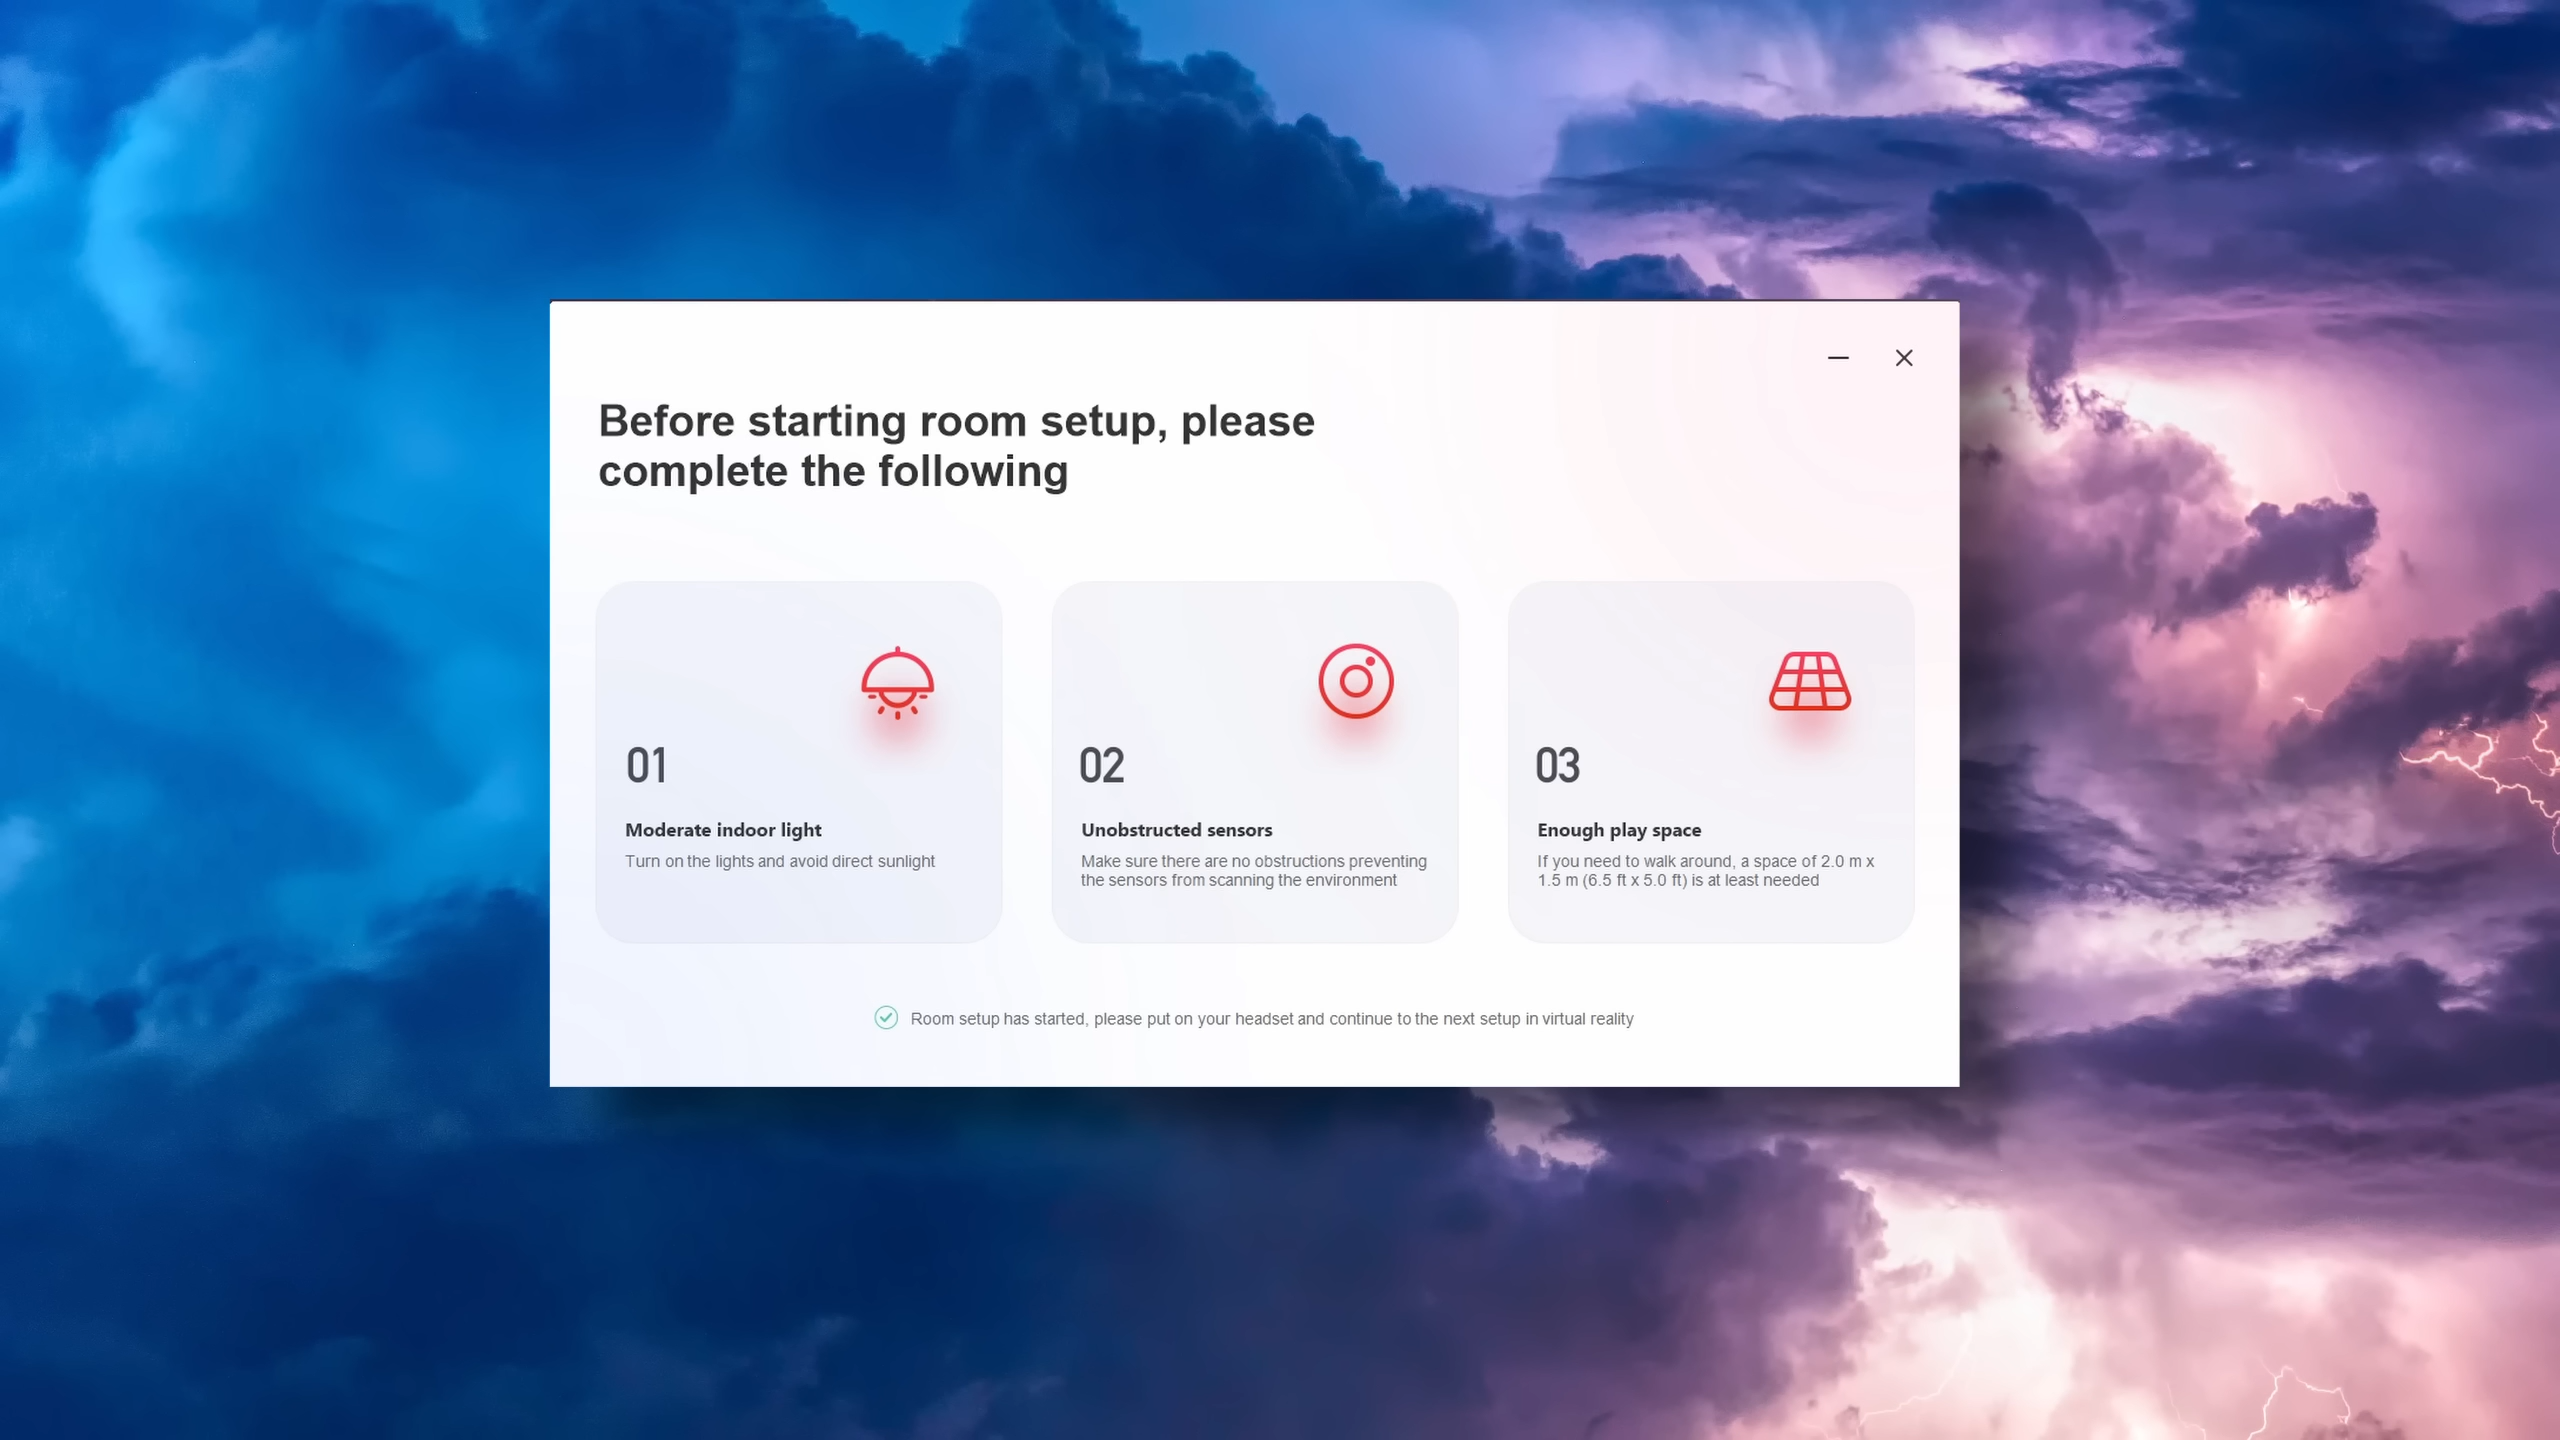 Before starting room setup, please
complete the following
01
Moderate indoor light
Turn on the lights and avoid direct sunlight
02
Unobstructed sensors
Make sure there are no obstructions preventing
the sensors from scanning the environment
03
Enough play space
If you need to walk around, a space of 2.0 m x
1.5 m (6.5 ft x 5.0 ft) is at least needed
Room setup has started, please put on your headset and continue to the next setup in virtual reality